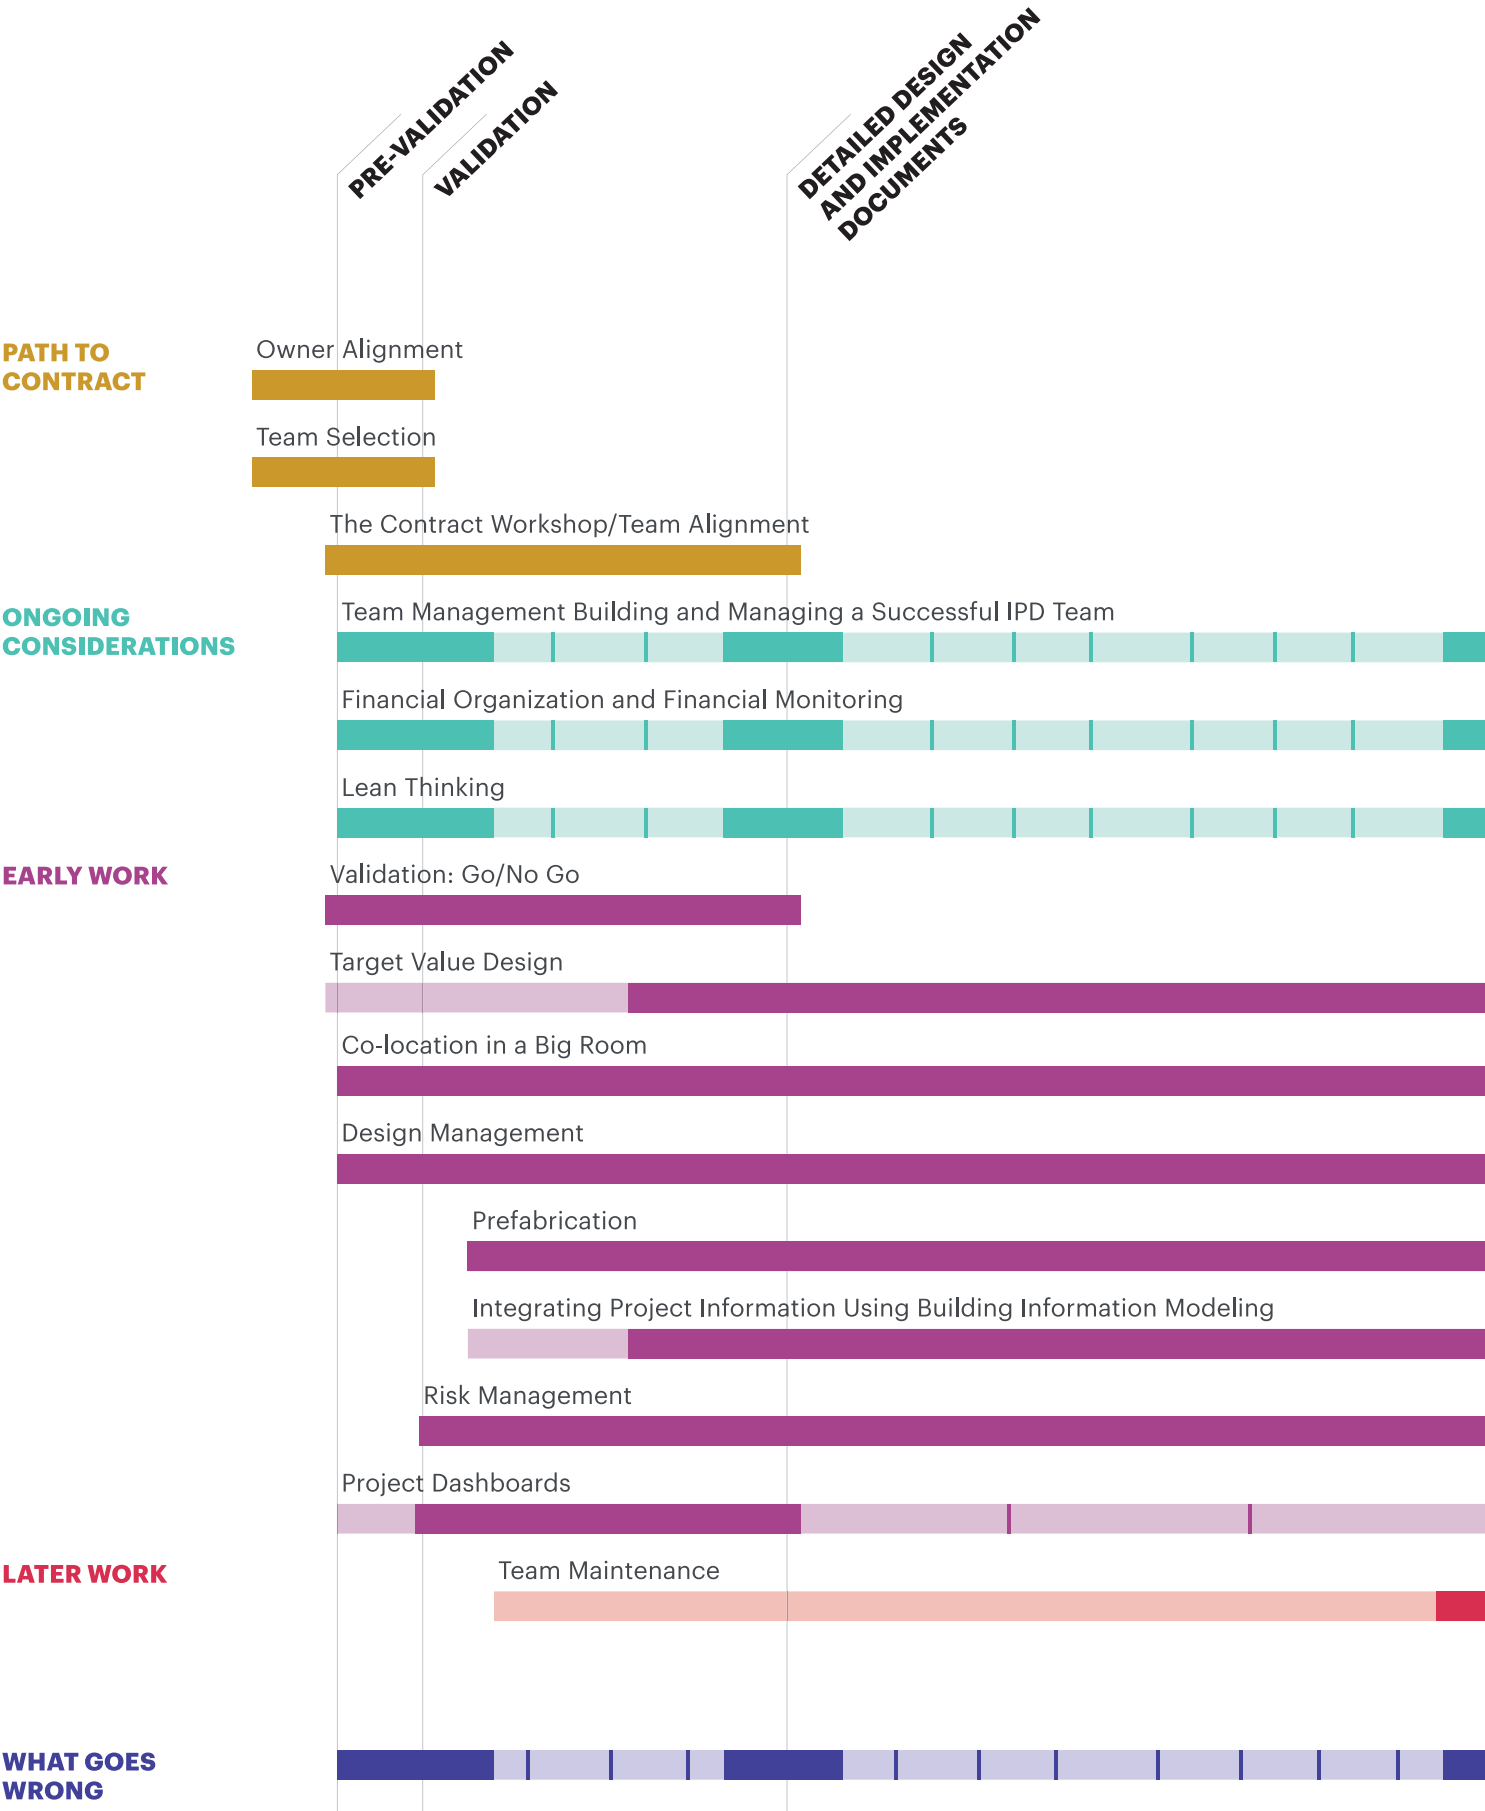 PRE-VALIDATION
VALIDATION
DETAILED DESIGN
AND IMPLEMENTATION
DOCUMENTS
PATH TO
CONTRACT
Owner Alignment
Team Selection
The Contract Workshop/Team Alignment
ONGOING
CONSIDERATIONS
Team Management Building and Managing a Successful IPD Team
Financial Organization and Financial Monitoring
Lean Thinking
EARLY WORK
Validation: Go/No Go
Target Value Design
Co-location in a Big Room
Design Management
Prefabrication
Integrating Project Information Using Building Information Modeling
Risk Management
Project Dashboards
LATER WORK
Team Maintenance
WHAT GOES
WRONG